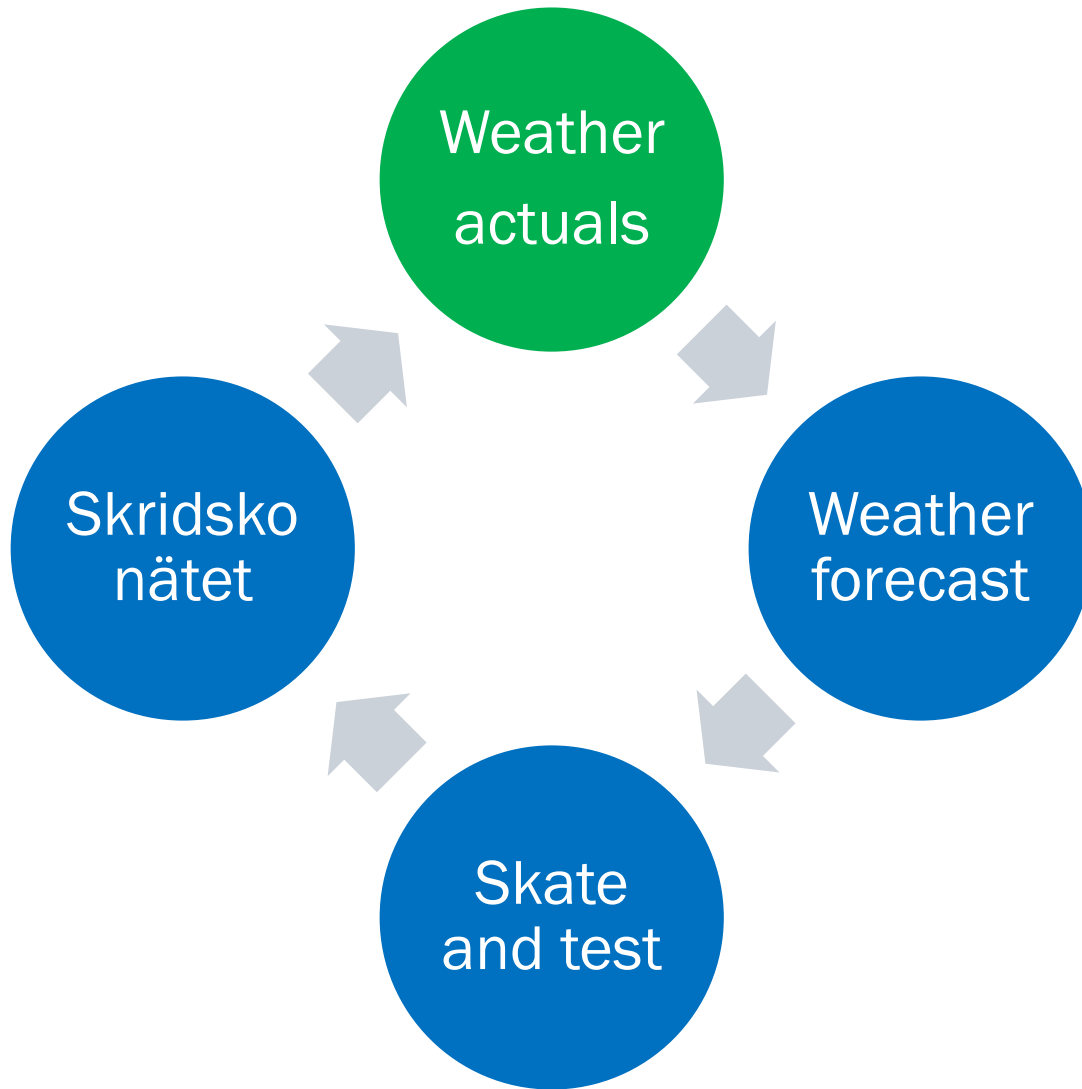 Weather
actuals
Skridsko
nätet
Weather
forecast
Skate
and test